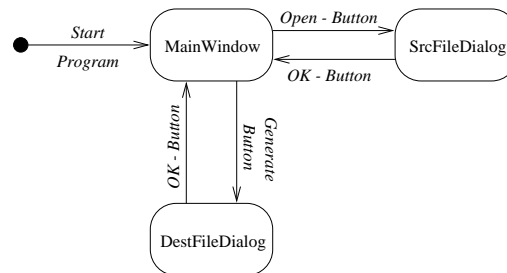 Start
Program
MainWindow
Open - Button
OK - Button
SrcFileDialog
OK - Button
Generate
Button
DestFileDialog